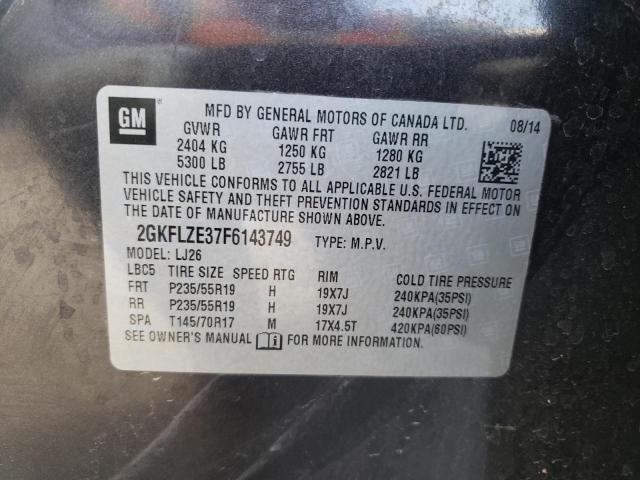 GM
MFD BY GENERAL MOTORS OF CANADA LTD. 08/14
GVWR GAWR FRT GAWR RR
2404 KG 1250 KG 1280 KG
5300 LB 2755 LB 2821 LB
THIS VEHICLE CONFORMS TO ALL APPLICABLE U.S. FEDERAL MOTOR
VEHICLE SAFETY AND THEFT PREVENTION STANDARDS IN EFFECT ON
THE DATE OF MANUFACTURE SHOWN ABOVE.
2GKFLZE37F6143749 TYPE: M.P.V.
MODEL: LJ26
LBC5 TIRE SIZE SPEED RTG RIM COLD TIRE PRESSURE
FRT P235/55R19 H 19X7J 240KPA(35PSI)
RR P235/55R19 H 19X7J 240KPA(35PSI)
SPA T145/70R17 M 17X4.5T 420KPA(60PSI)
SEE OWNER'S MANUAL FOR MORE INFORMATION.